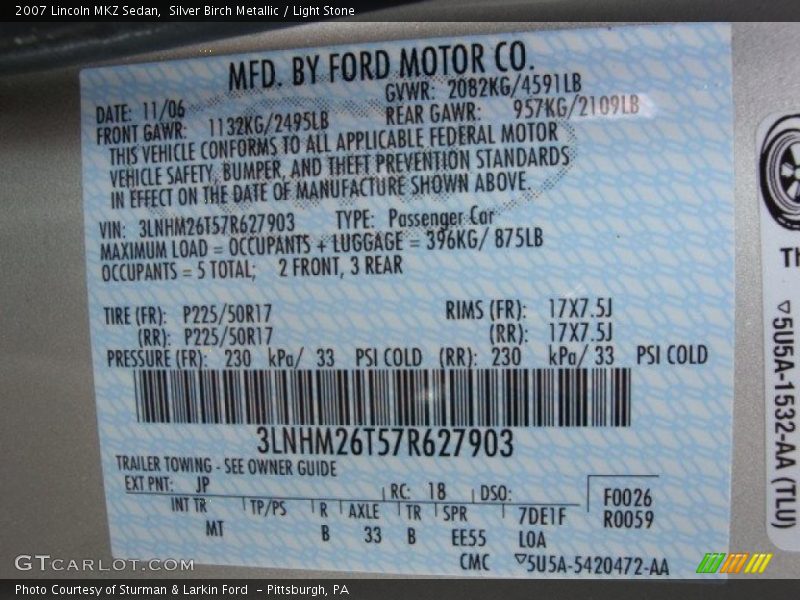 2007 Lincoln MKZ Sedan,  Silver Birch Metallic / Light Stone
MFD. BY FORD MOTOR CO.
DATE: 11/06 GVWR: 2082KG/4591LB
FRONT GAWR: 1132KG/2495LB REAR GAWR: 957KG/2109LB
THIS VEHICLE CONFORMS TO ALL APPLICABLE FEDERAL MOTOR
VEHICLE SAFETY, BUMPER, AND THEFT PREVENTION STANDARDS
IN EFFECT ON THE DATE OF MANUFACTURE SHOWN ABOVE.
VIN: 3LNHM26T57R627903 TYPE: Passenger Car
MAXIMUM LOAD = OCCUPANTS + LUGGAGE = 396KG/ 875LB
OCCUPANTS = 5 TOTAL; 2 FRONT, 3 REAR
TIRE (FR): P225/50R17 RIMS (FR): 17X7.5J
(RR): P225/50R17 (RR): 17X7.5J
PRESSURE (FR): 230 kPa/ 33 PSI COLD (RR): 230 kPa/ 33 PSI COLD
3LNHM26T57R627903
TRAILER TOWING - SEE OWNER GUIDE
EXT PNT: JP RC: 18 DSO: F0026
INT TR TP/PS R AXLE TR SPR 7DE1F R0059
MT B 33 B EE55 LOA
CMC ▽5U5A-5420472-AA
Th
▽5U5A-1532-AA (TLU)
GTCARLOT.COM
Photo Courtesy of Sturman & Larkin Ford  - Pittsburgh, PA